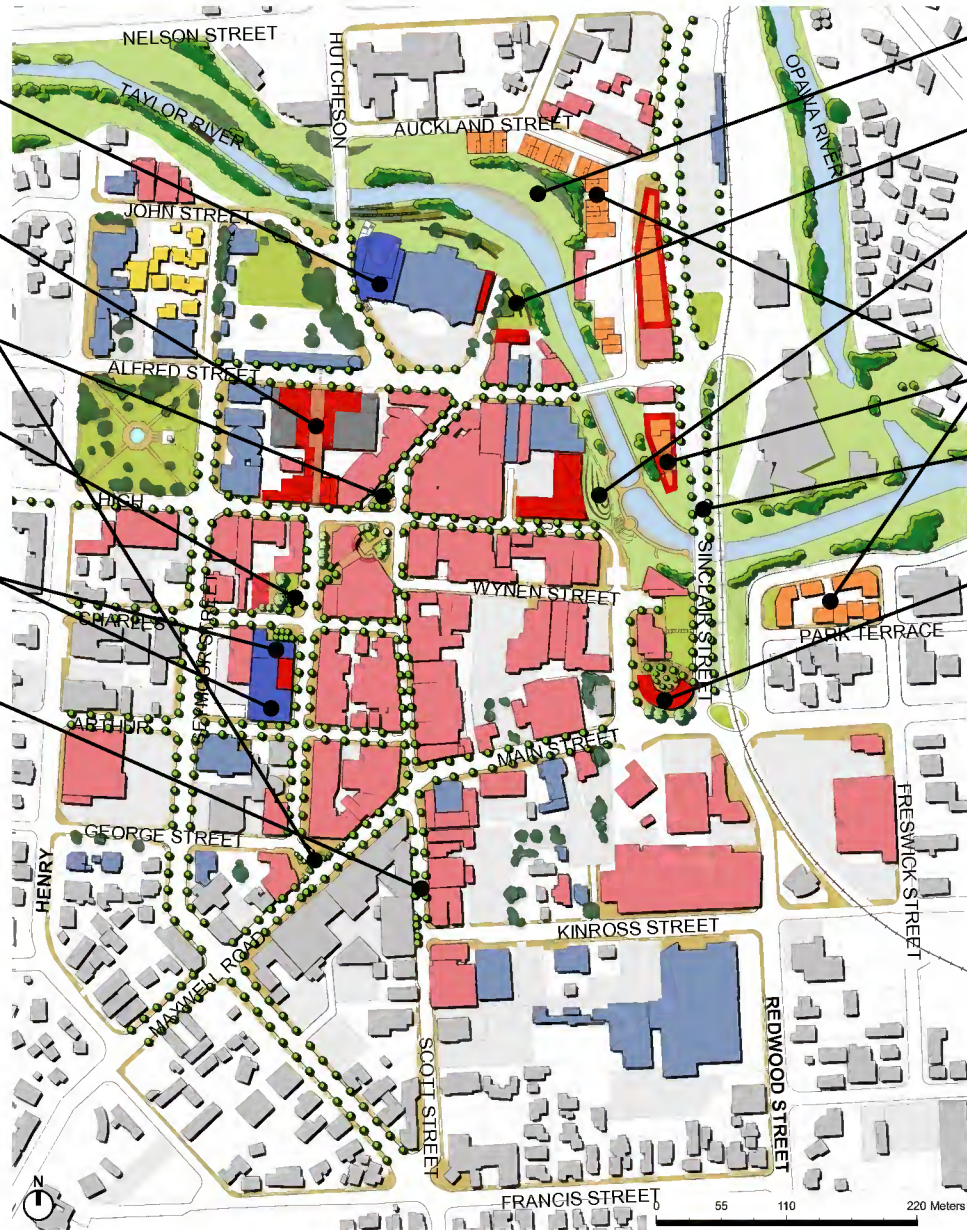 NELSON STREET
HUTCHESON
TAYLOR RIVER
OPAWA RIVER
AUCKLAND STREET
JOHN STREET
ALFRED STREET
HIGH
WYNEN STREET
SINCLAIR STREET
CHARLES
SEYMOUR STREET
PARK TERRACE
ARTHUR
MAIN STREET
GEORGE STREET
HENRY
FRESWICK STREET
KINROSS STREET
MAXWELL ROAD
SCOTT STREET
REDWOOD STREET
FRANCIS STREET
N
0 55 110 220 Meters